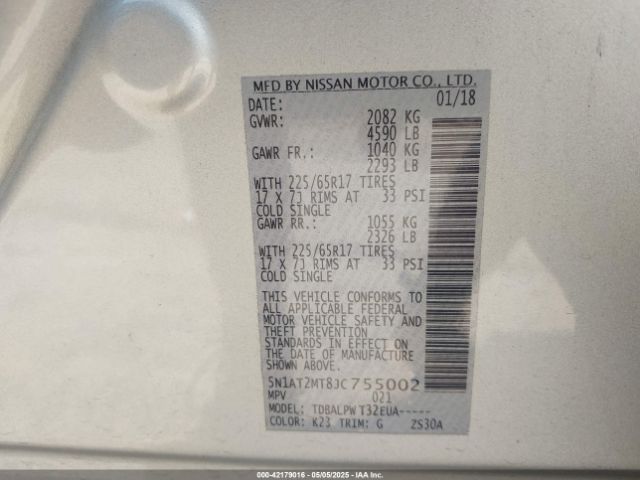 MFD BY NISSAN MOTOR CO., LTD.
DATE: 01/18
GVWR: 2082 KG
4590 LB
GAWR FR.: 1040 KG
2293 LB
WITH 225/65R17 TIRES
17 X 7J RIMS AT 33 PSI
COLD SINGLE
GAWR RR.: 1055 KG
2326 LB
WITH 225/65R17 TIRES
17 X 7J RIMS AT 33 PSI
COLD SINGLE
THIS VEHICLE CONFORMS TO
ALL APPLICABLE FEDERAL
MOTOR VEHICLE SAFETY AND
THEFT PREVENTION
STANDARDS IN EFFECT ON
THE DATE OF MANUFACTURE
SHOWN ABOVE.
5N1AT2MT8JC755002
MPV 021
MODEL: TDBALPW T32EUA-----
COLOR: K23 TRIM: G 2S30A
000-42179016 - 05/05/2025 - IAAI.COM